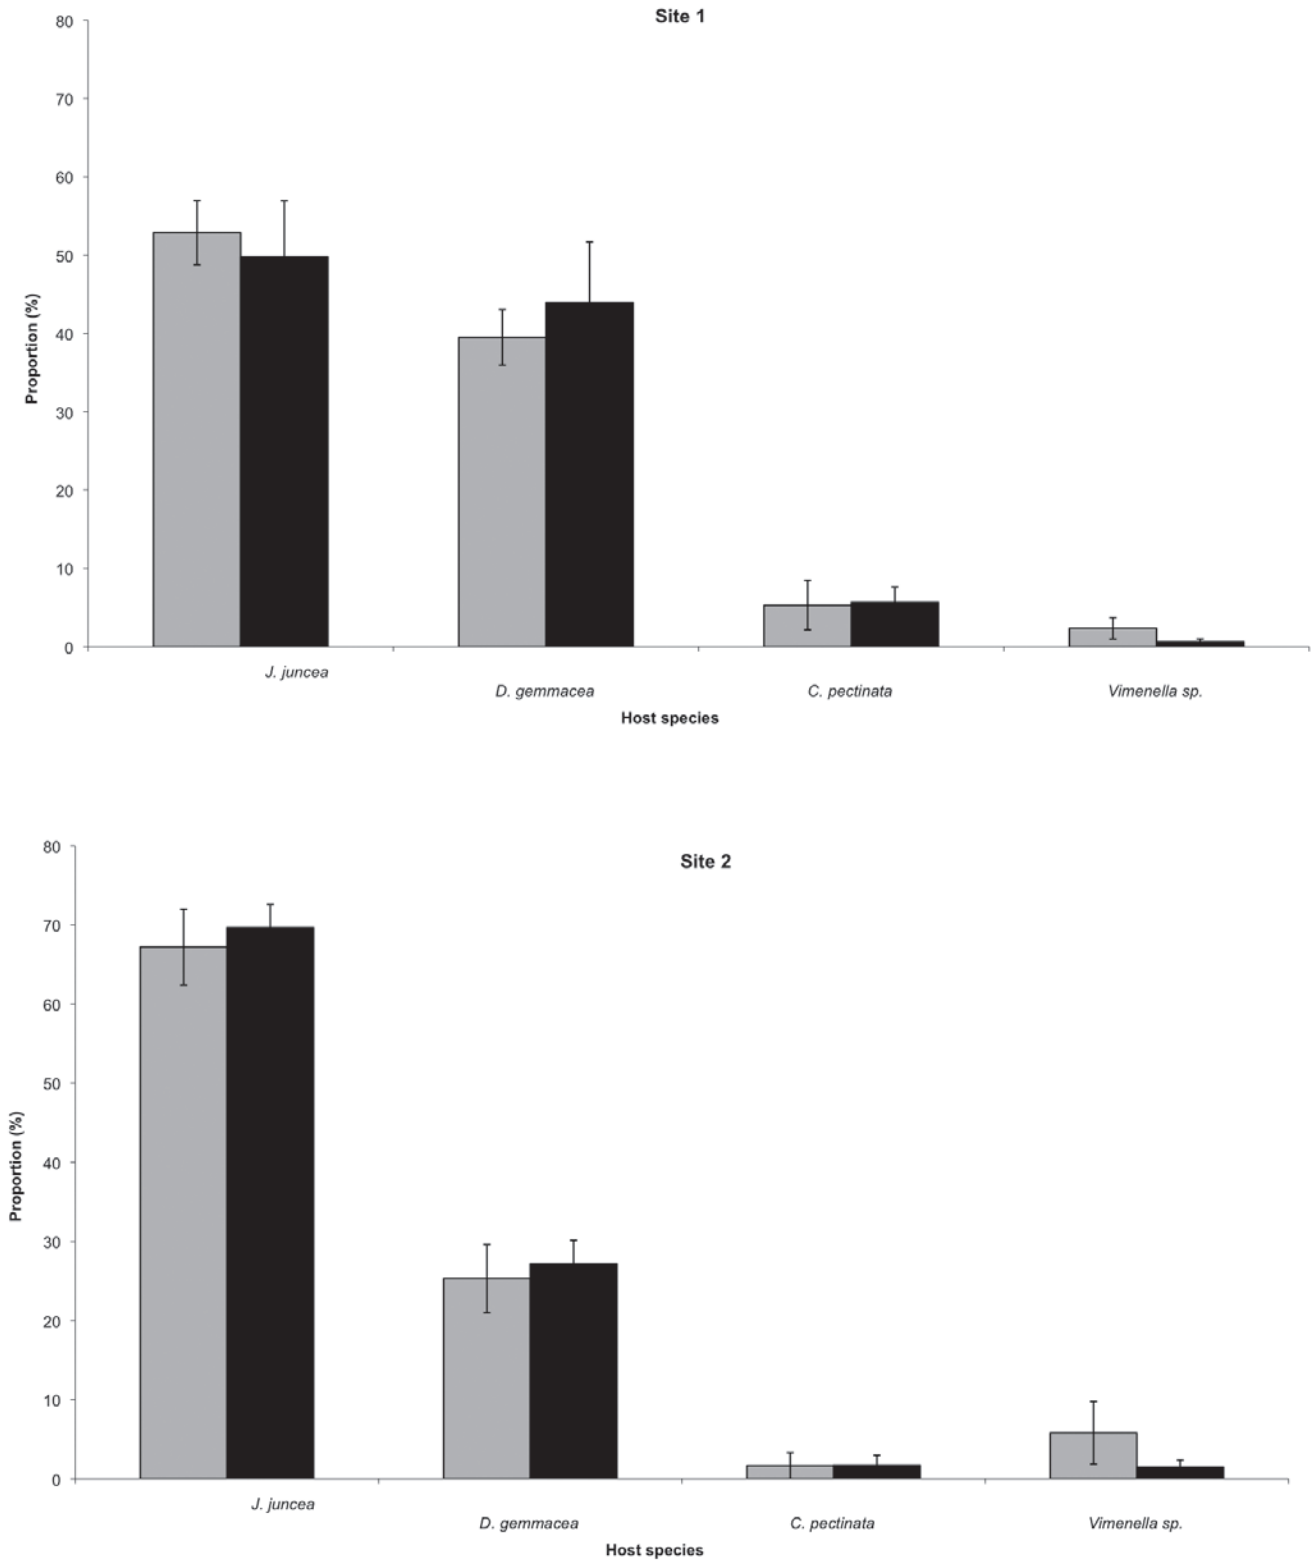 Site 1
80
70
60
50
40
30
20
10
0
Proportion (%)
J. juncea
D. gemmacea
C. pectinata
Vimenella sp.
Host species
Site 2
80
70
60
50
40
30
20
10
0
Proportion (%)
J. juncea
D. gemmacea
C. pectinata
Vimenella sp.
Host species